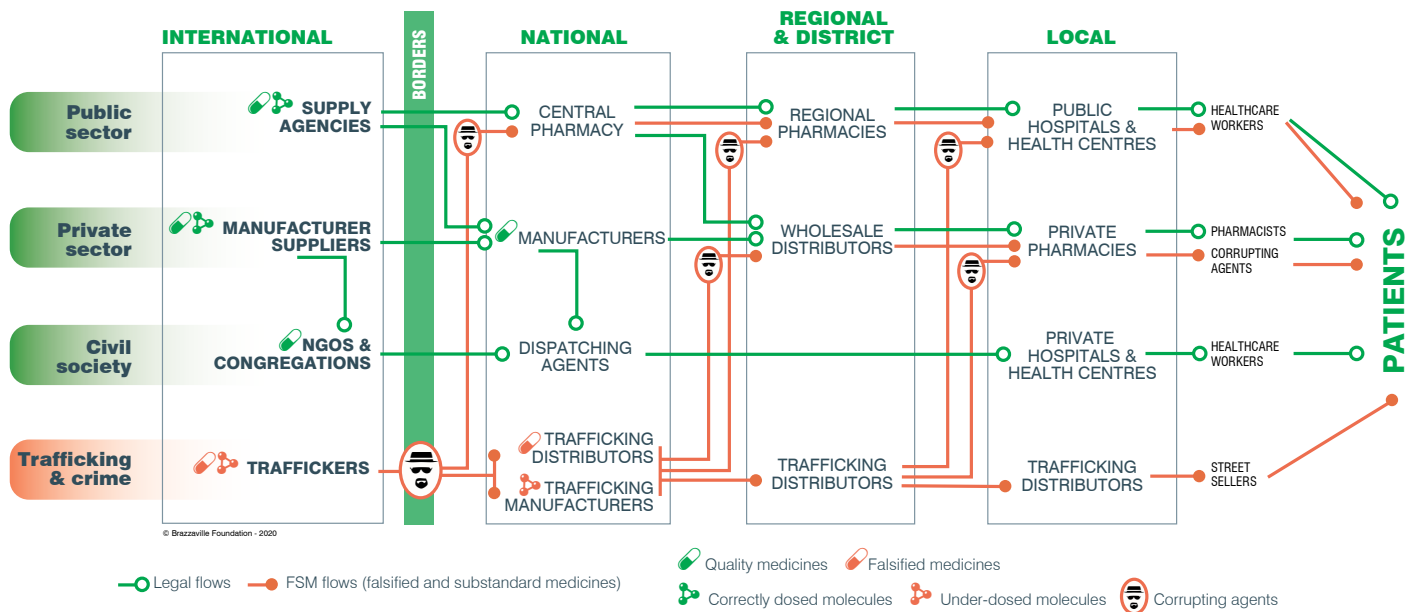 INTERNATIONAL
BORDERS
NATIONAL
REGIONAL
& DISTRICT
LOCAL
Public
sector
SUPPLY
AGENCIES
CENTRAL
PHARMACY
REGIONAL
PHARMACIES
PUBLIC
HOSPITALS &
HEALTH CENTRES
HEALTHCARE
WORKERS
Private
sector
MANUFACTURER
SUPPLIERS
MANUFACTURERS
WHOLESALE
DISTRIBUTORS
PRIVATE
PHARMACIES
PHARMACISTS
CORRUPTING
AGENTS
PATIENTS
Civil
society
NGOS &
CONGREGATIONS
DISPATCHING
AGENTS
PRIVATE
HOSPITALS &
HEALTH CENTRES
HEALTHCARE
WORKERS
Trafficking
& crime
TRAFFICKERS
TRAFFICKING
DISTRIBUTORS
TRAFFICKING
MANUFACTURERS
TRAFFICKING
DISTRIBUTORS
TRAFFICKING
DISTRIBUTORS
STREET
SELLERS
© Brazzaville Foundation - 2020
Legal flows
FSM flows (falsified and substandard medicines)
Quality medicines
Falsified medicines
Correctly dosed molecules
Under-dosed molecules
Corrupting agents